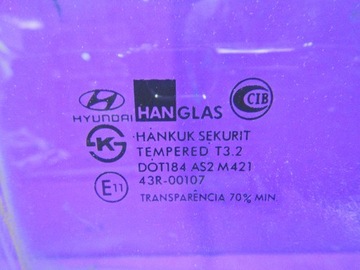 HYUNDAI HANGLAS CIB
K HANKUK SEKURIT
TEMPERED T3.2
DOT184 AS2 M421
E11 43R-00107
TRANSPARÊNCIA 70% MIN.